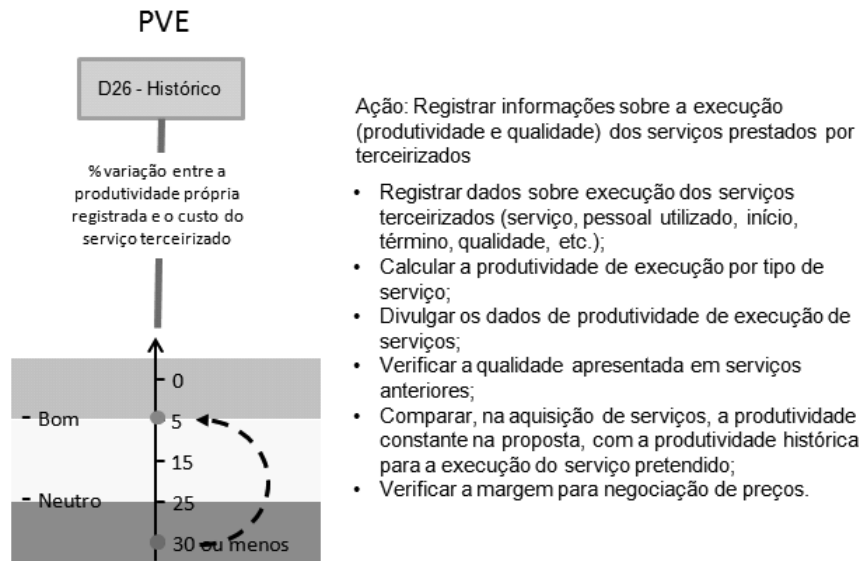 PVE
D26 - Histórico
% variação entre a
produtividade própria
registrada e o custo do
serviço terceirizado
0
Bom
5
15
Neutro
25
30 ou menos
Ação: Registrar informações sobre a execução
(produtividade e qualidade) dos serviços prestados por
terceirizados
• Registrar dados sobre execução dos serviços
terceirizados (serviço, pessoal utilizado, início,
término, qualidade, etc.);
• Calcular a produtividade de execução por tipo de
serviço;
• Divulgar os dados de produtividade de execução de
serviços;
• Verificar a qualidade apresentada em serviços
anteriores;
• Comparar, na aquisição de serviços, a produtividade
constante na proposta, com a produtividade histórica
para a execução do serviço pretendido;
• Verificar a margem para negociação de preços.